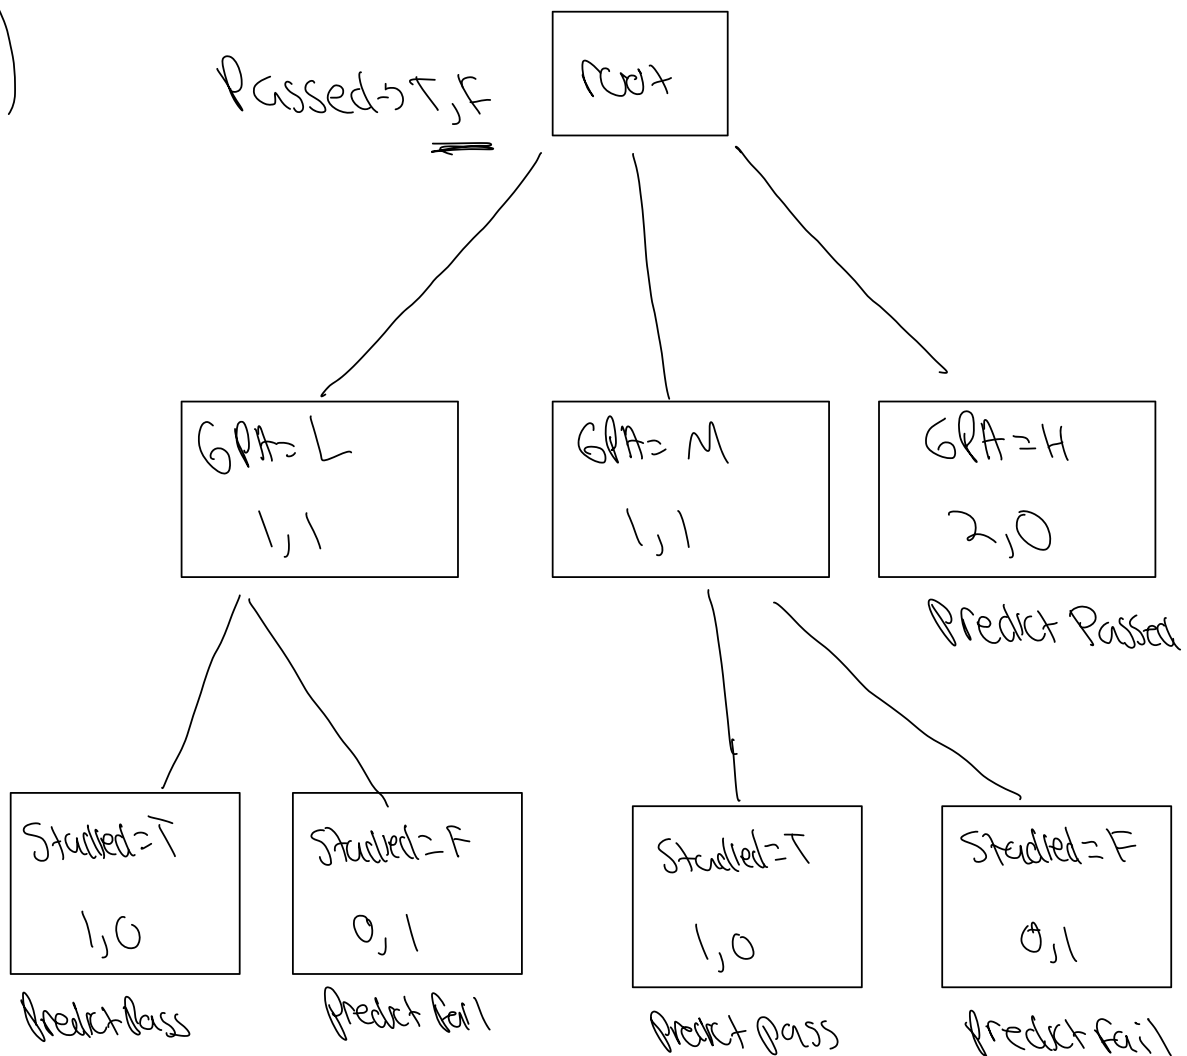 )
root
Passed→T,F
GPA=L
1,1
GPA=M
1,1
GPA=H
2,0
Predict Passed
Studied=T
1,0
Studied=F
0,1
Studied=T
1,0
Studied=F
0,1
Predict Pass
Predict fail
Predict pass
Predict fail